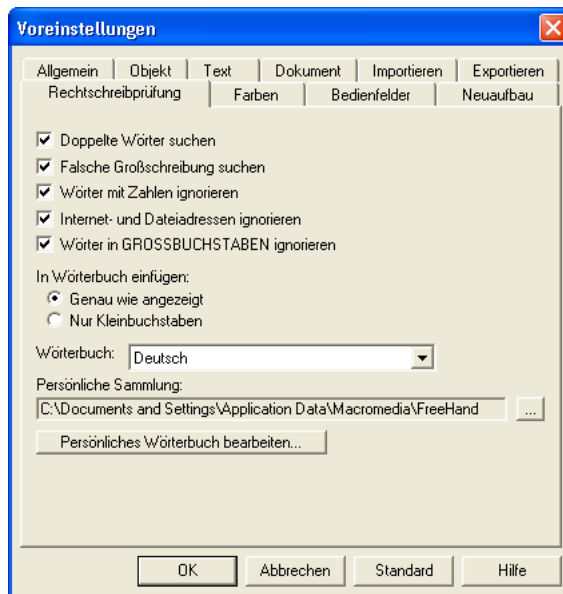 Voreinstellungen
Allgemein Objekt Text Dokument Importieren Exportieren
Rechtschreibprüfung Farben Bedienfelder Neuaufbau
Doppelte Wörter suchen
Falsche Großschreibung suchen
Wörter mit Zahlen ignorieren
Internet- und Dateiadressen ignorieren
Wörter in GROSSBUCHSTABEN ignorieren
In Wörterbuch einfügen:
Genau wie angezeigt
Nur Kleinbuchstaben
Wörterbuch: Deutsch
Persönliche Sammlung:
C:\Documents and Settings\Application Data\Macromedia\FreeHand ...
Persönliches Wörterbuch bearbeiten...
OK Abbrechen Standard Hilfe